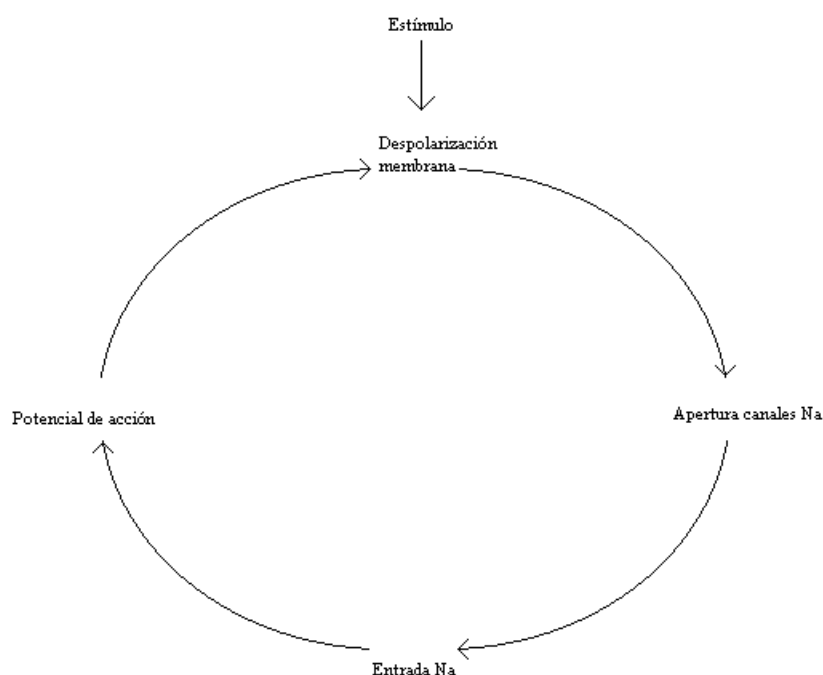 Estímulo
Despolarización
membrana
Potencial de acción
Apertura canales Na
Entrada Na